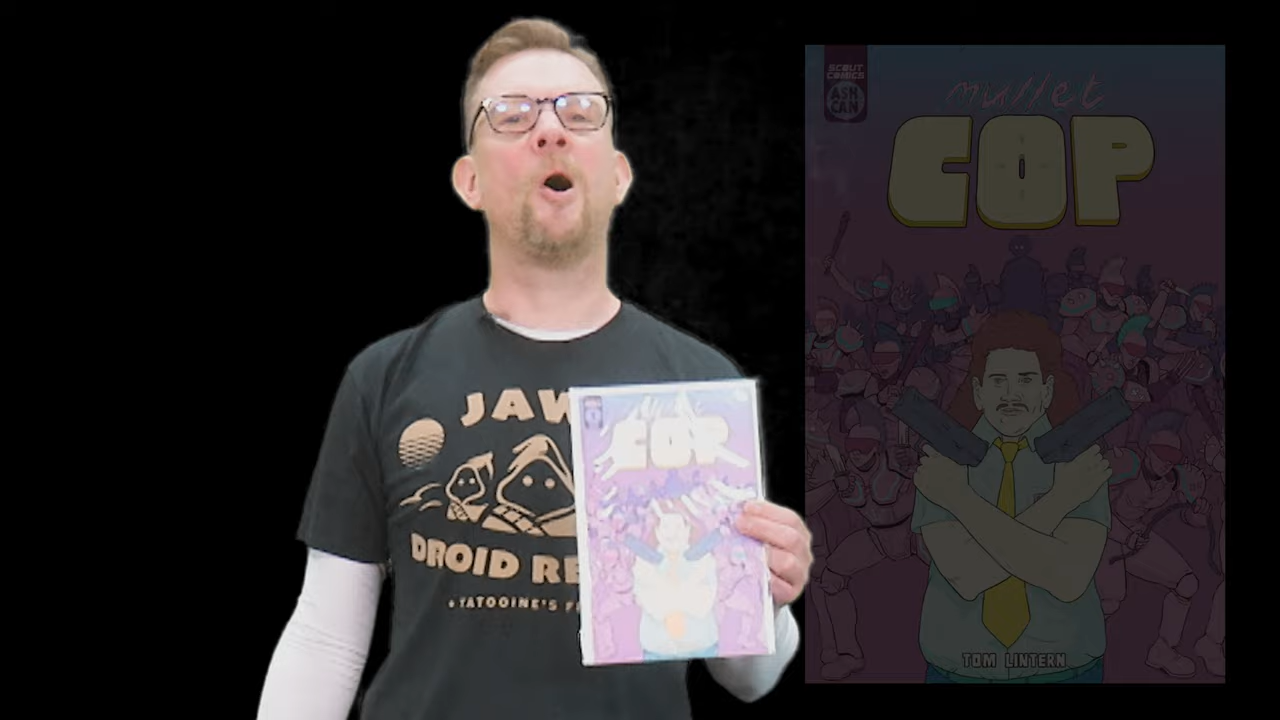 JAW
DROID RE
TATOOINE'S F
COP
SCOUT
COMICS
ASH
CAN
mullet
COP
TOM LINTERN